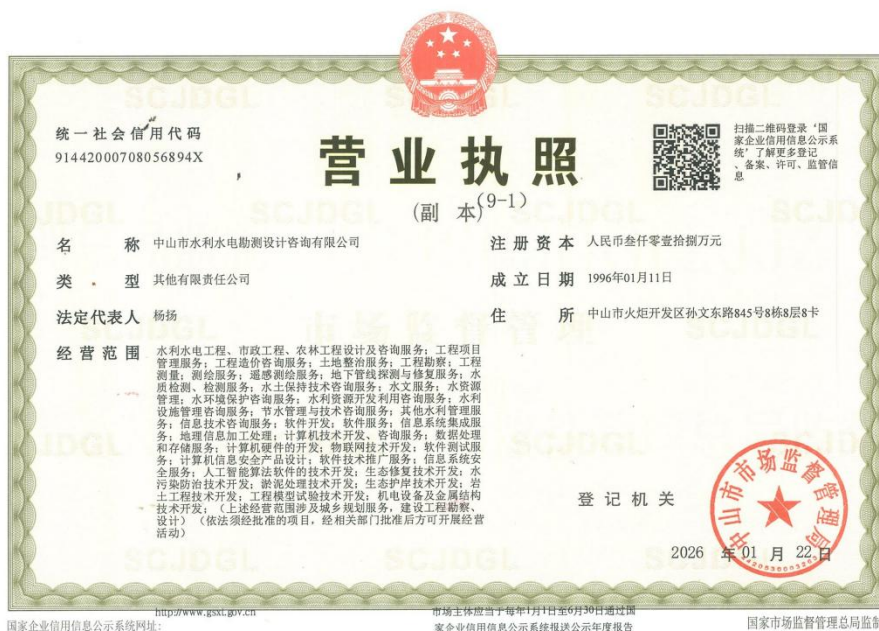 统一社会信用代码
91442000708056894X
营业执照
(副 本)(9-1)
扫描二维码登录‘国
家企业信用信息公示系
统’了解更多登记
、备案、许可、监管信
息
名 称 中山市水利水电勘测设计咨询有限公司
注册资本 人民币叁仟零壹拾捌万元
类 型 其他有限责任公司
成立日期 1996年01月11日
法定代表人 杨扬
住 所 中山市火炬开发区孙文东路845号8栋8层8卡
经营范围 水利水电工程、市政工程、农林工程设计及咨询服务；工程项目
管理服务；工程造价咨询服务；土地整治服务；工程勘察；工程
测量；测绘服务；遥感测绘服务；地下管线探测与修复服务；水
质检测、检测服务；水土保持技术咨询服务；水文服务；水资源
管理；水环境保护咨询服务；水利资源开发利用咨询服务；水利
设施管理咨询服务；节水管理与技术咨询服务；其他水利管理服
务；信息技术咨询服务；软件开发；软件服务；信息系统集成服
务；地理信息加工处理；计算机技术开发、咨询服务；数据处理
和存储服务；计算机硬件的开发；物联网技术开发；软件测试服
务；计算机信息安全产品设计；软件技术推广服务；信息系统安
全服务；人工智能算法软件的技术开发；生态修复技术开发；水
污染防治技术开发；淤泥处理技术开发；生态护岸技术开发；岩
土工程技术开发；工程模型试验技术开发；机电设备及金属结构
技术开发；（上述经营范围涉及城乡规划服务，建设工程勘察、
设计）（依法须经批准的项目，经相关部门批准后方可开展经营
活动）
登记机关
中山市市场监督管理局
2026 年 01 月 22 日
http://www.gsxt.gov.cn
国家企业信用信息公示系统网址：
市场主体应当于每年1月1日至6月30日通过国
家企业信用信息公示系统报送公示年度报告
国家市场监督管理总局监制
SCJDGL
市场监督管理